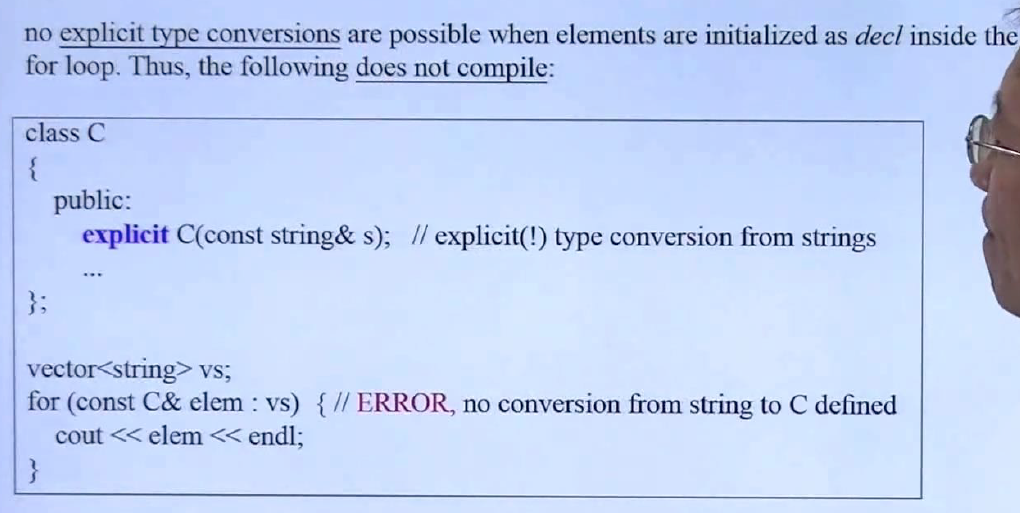 no explicit type conversions are possible when elements are initialized as decl inside the
for loop. Thus, the following does not compile:
class C
{
public:
explicit C(const string& s); // explicit(!) type conversion from strings
...
};
vector<string> vs;
for (const C& elem : vs) { // ERROR, no conversion from string to C defined
cout << elem << endl;
}